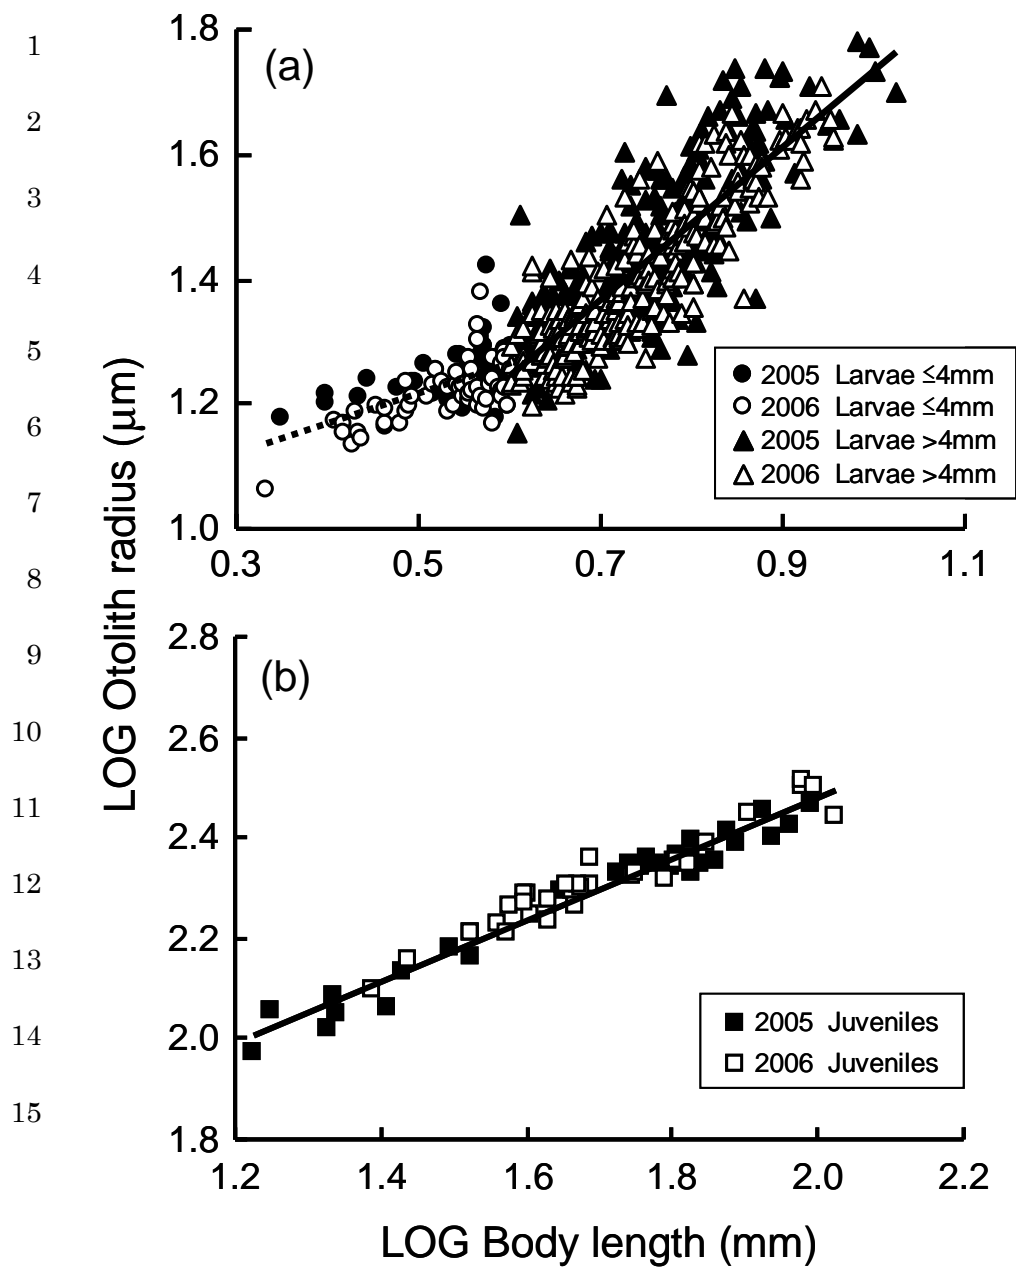 1
2
3
4
5
6
7
8
9
10
11
12
13
14
15
LOG Otolith radius (μm)
(a)
1.8
1.6
1.4
1.2
1.0
0.3 0.5 0.7 0.9 1.1
2005 Larvae ≤4mm
2006 Larvae ≤4mm
2005 Larvae >4mm
2006 Larvae >4mm
(b)
2.8
2.6
2.4
2.2
2.0
1.8
1.2 1.4 1.6 1.8 2.0 2.2
2005 Juveniles
2006 Juveniles
LOG Body length (mm)